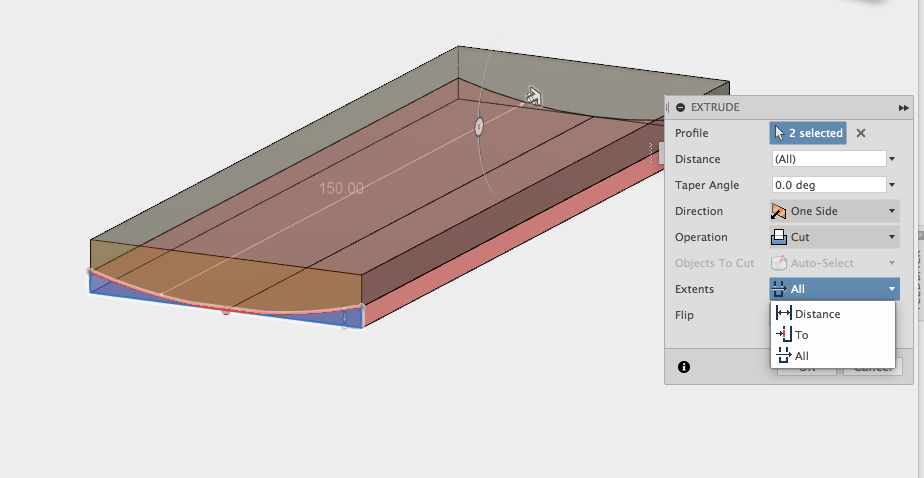 EXTRUDE
Profile 2 selected
Distance (All)
Taper Angle 0.0 deg
Direction One Side
Operation Cut
Objects To Cut Auto-Select
Extents All
Distance
Flip
To
All
Cancel
150.00